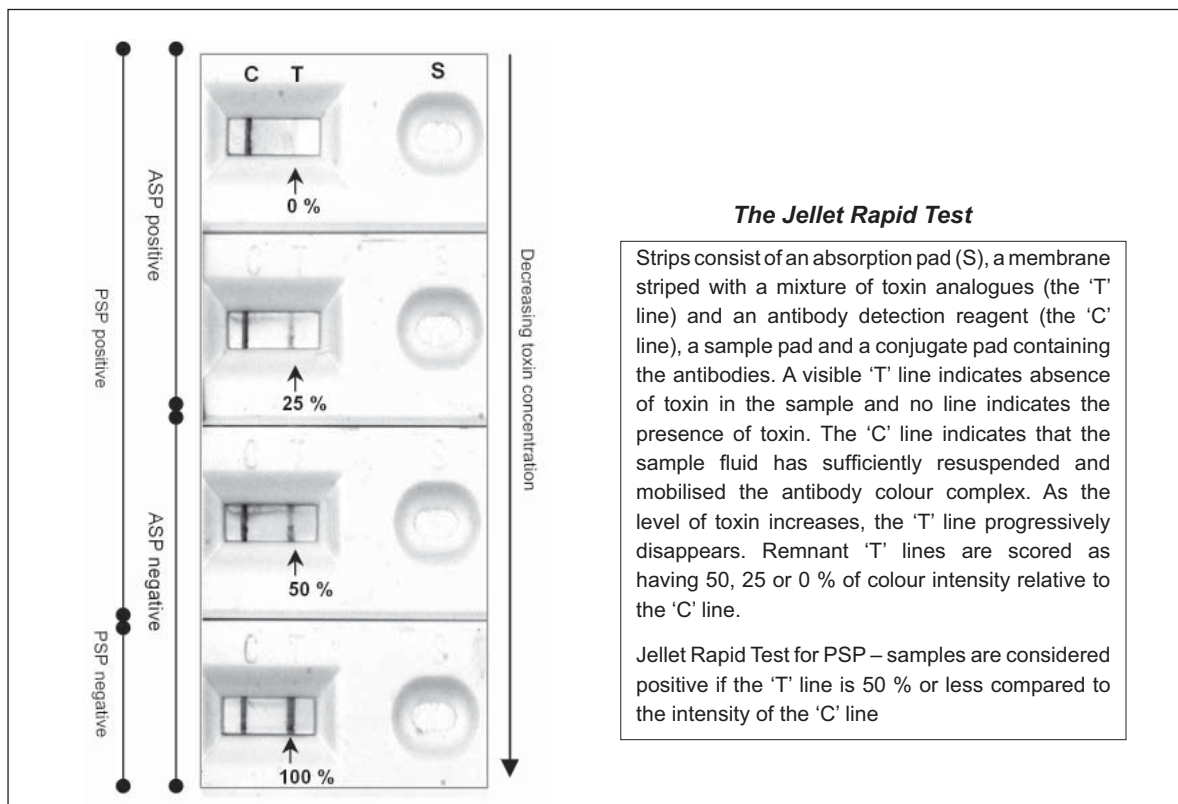 C T S
0 %
C T S
25 %
C T S
50 %
C T S
100 %
ASP positive
PSP positive
ASP negative
PSP negative
Decreasing toxin concentration
The Jellet Rapid Test
Strips consist of an absorption pad (S), a membrane
striped with a mixture of toxin analogues (the ‘T’
line) and an antibody detection reagent (the ‘C’
line), a sample pad and a conjugate pad containing
the antibodies. A visible ‘T’ line indicates absence
of toxin in the sample and no line indicates the
presence of toxin. The ‘C’ line indicates that the
sample fluid has sufficiently resuspended and
mobilised the antibody colour complex. As the
level of toxin increases, the ‘T’ line progressively
disappears. Remnant ‘T’ lines are scored as
having 50, 25 or 0 % of colour intensity relative to
the ‘C’ line.
Jellet Rapid Test for PSP – samples are considered
positive if the ‘T’ line is 50 % or less compared to
the intensity of the ‘C’ line